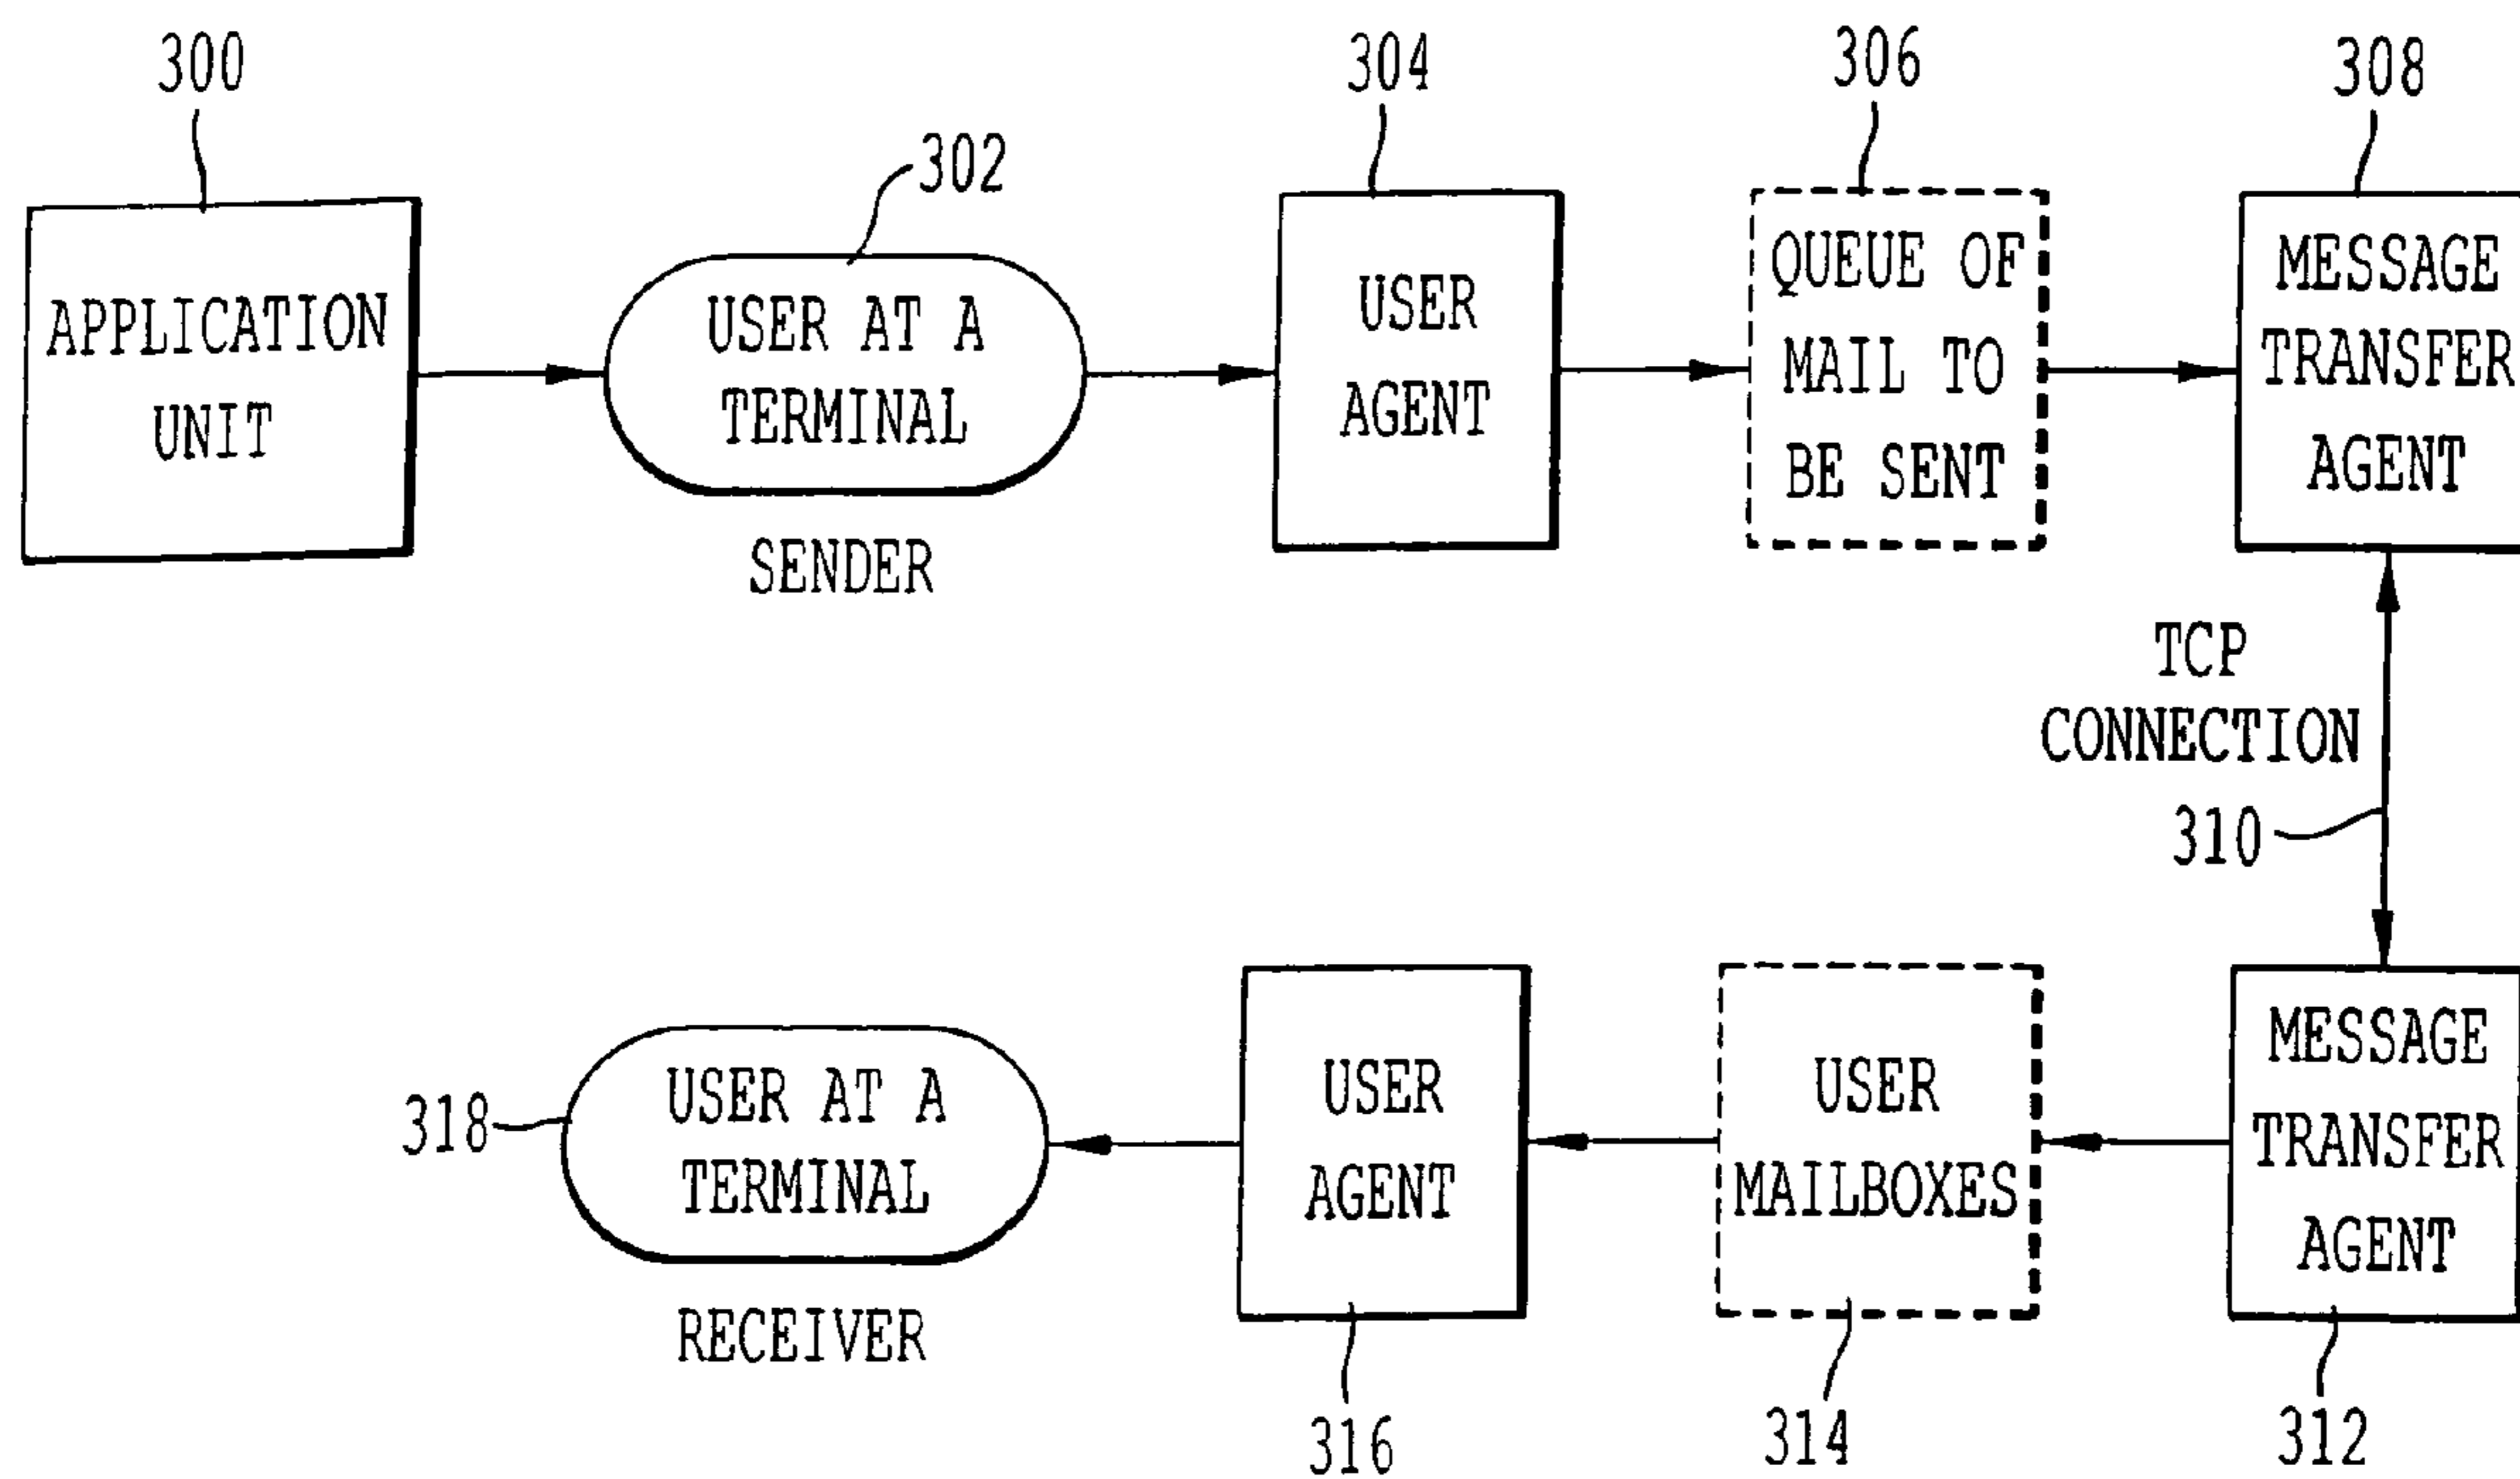 300
302
304
306
308
APPLICATION
UNIT
USER AT A
TERMINAL
SENDER
USER
AGENT
QUEUE OF
MAIL TO
BE SENT
MESSAGE
TRANSFER
AGENT
TCP
CONNECTION
310
318
USER AT A
TERMINAL
RECEIVER
USER
AGENT
USER
MAILBOXES
MESSAGE
TRANSFER
AGENT
316
314
312